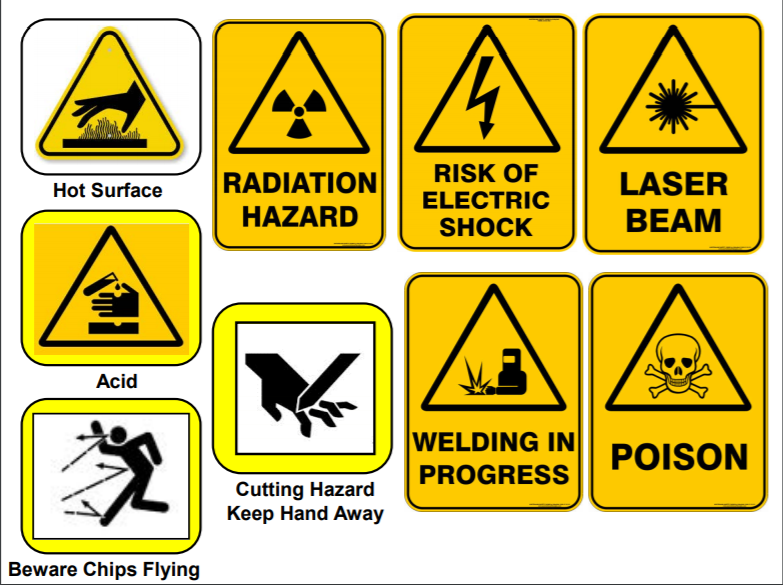 Hot Surface
RADIATION
HAZARD
RISK OF
ELECTRIC
SHOCK
LASER
BEAM
Acid
Cutting Hazard
Keep Hand Away
WELDING IN
PROGRESS
POISON
Beware Chips Flying